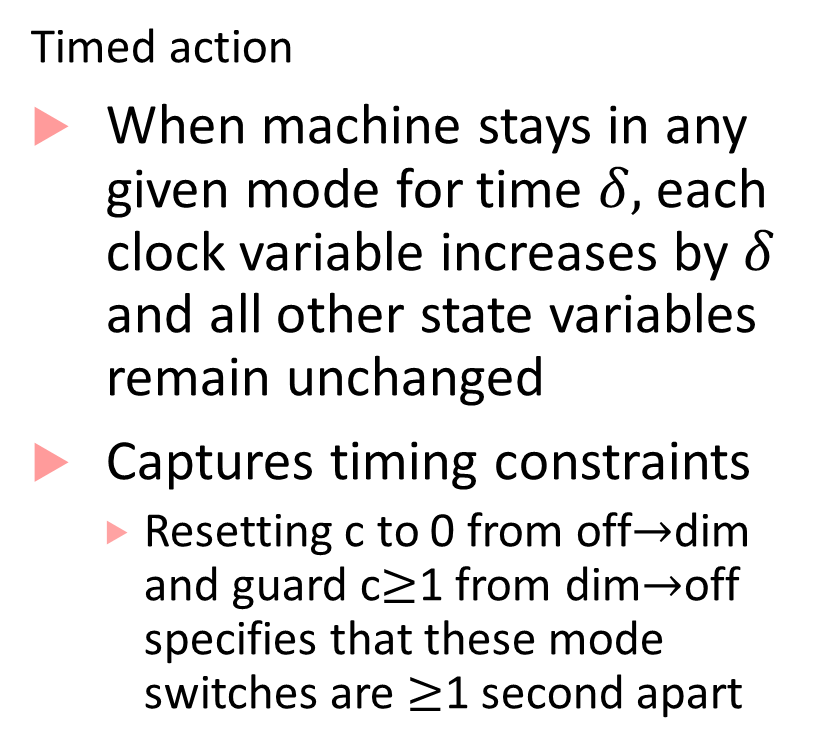 Timed action
When machine stays in any
given mode for time δ, each
clock variable increases by δ
and all other state variables
remain unchanged
Captures timing constraints
Resetting c to 0 from off→dim
and guard c≥1 from dim→off
specifies that these mode
switches are ≥1 second apart